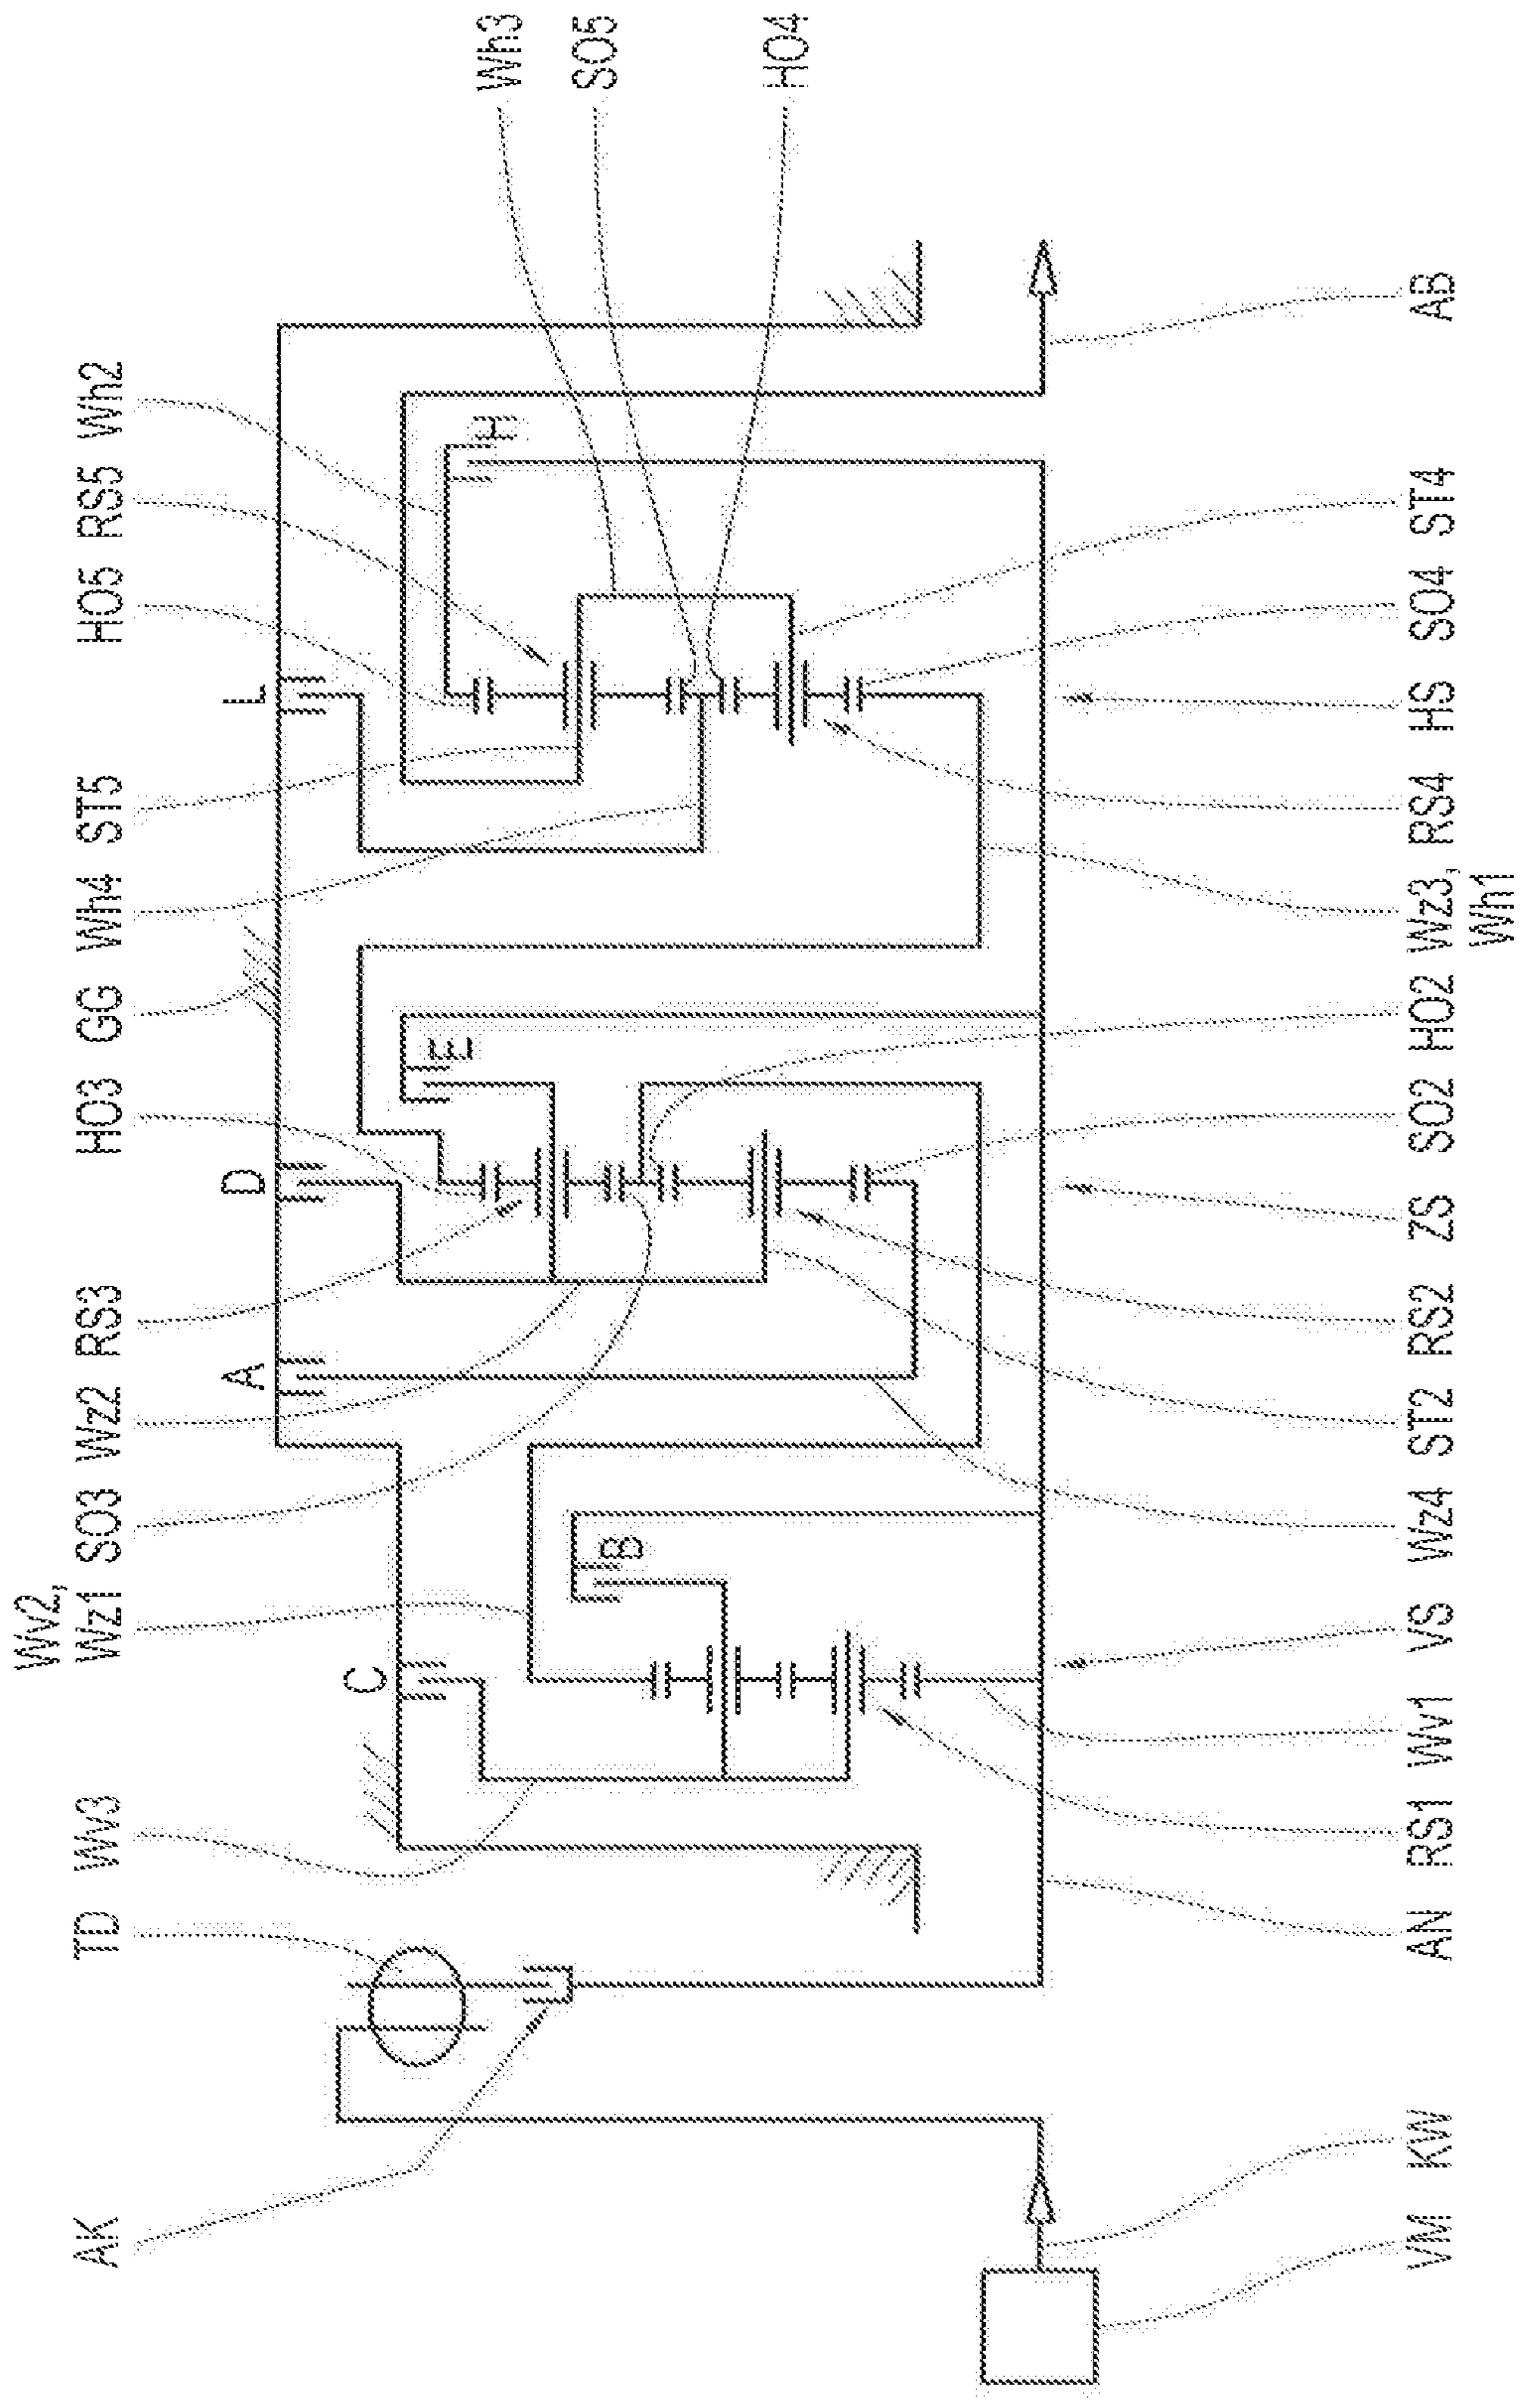 AK
TD
Wv3
Wv2,
Wz1
SO3
Wz2
RS3
HO3
GG
Wh4
ST5
HO5
RS5
Wh2
Wh3
SO5
HO4
C
A
D
L
B
E
H
VM
KW
AN
RS1
Wv1
VS
Wz4
ST2
RS2
ZS
SO2
HO2
Wz3,
Wh1
RS4
HS
SO4
ST4
AB